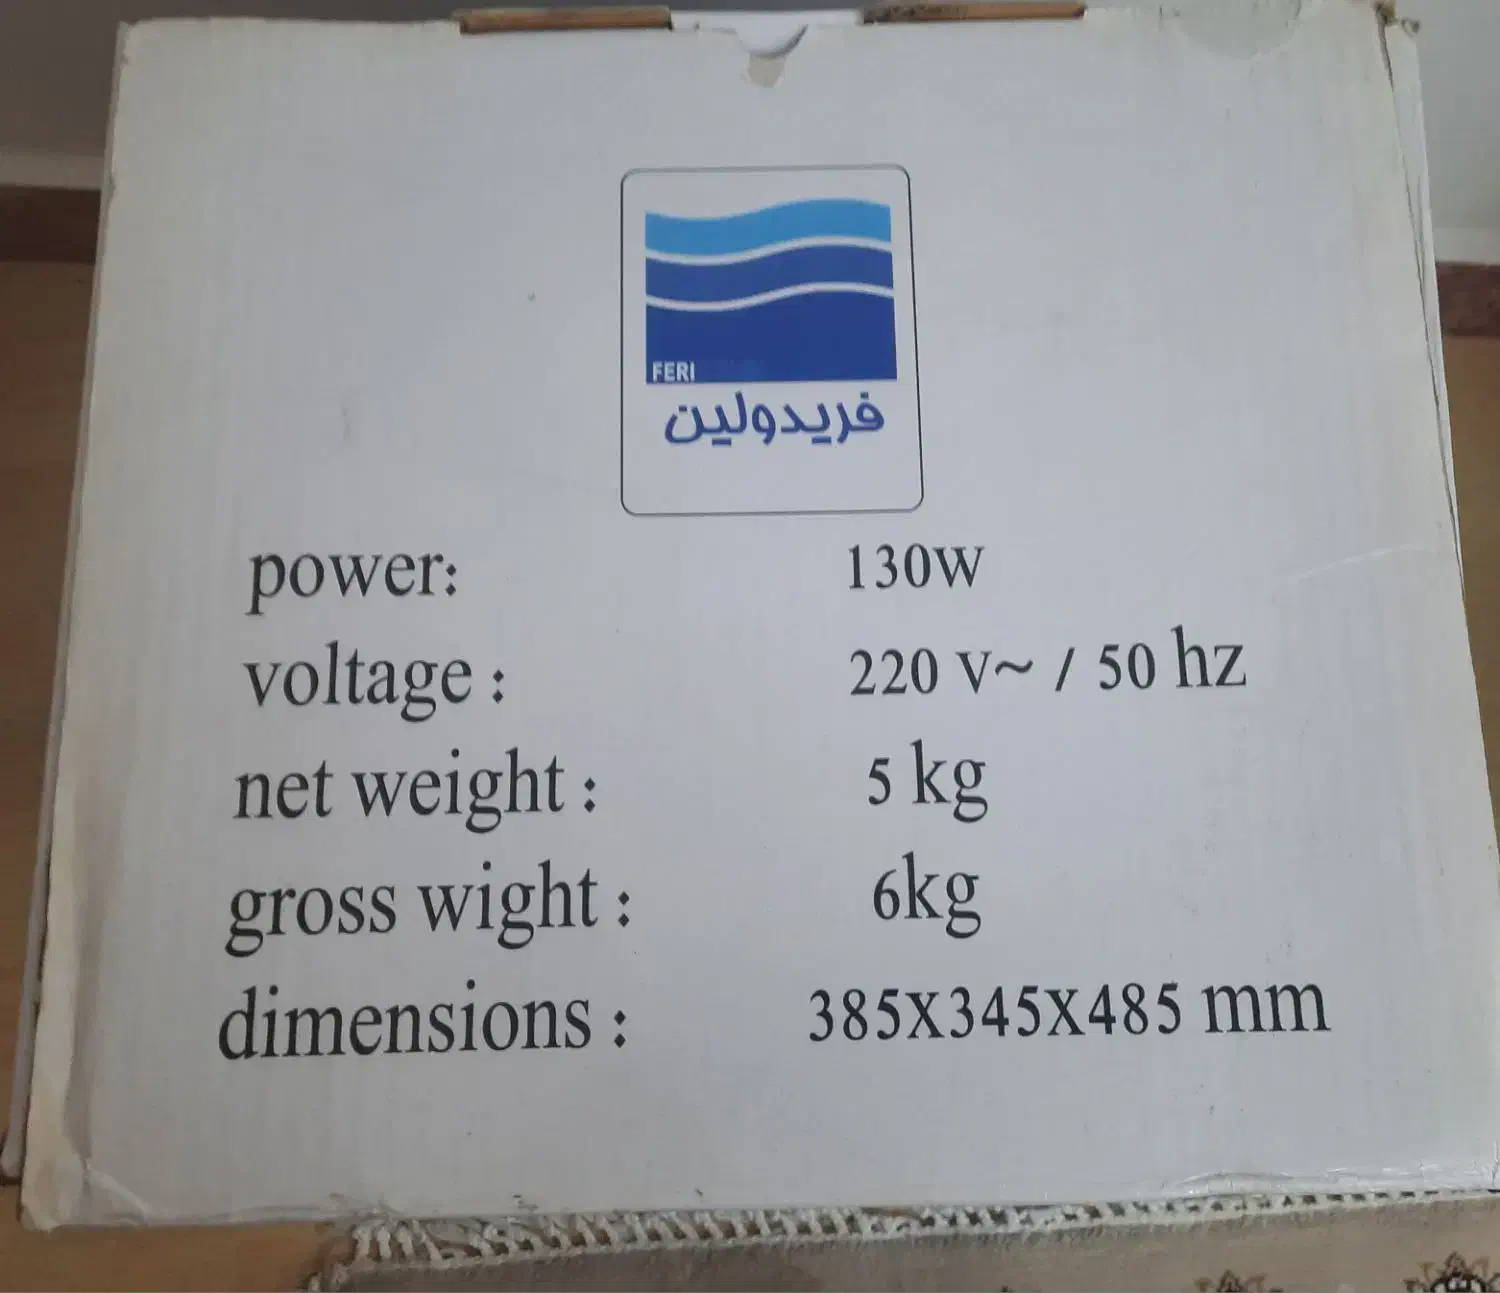 FERI
فریدولین
power: 130W
voltage : 220 V~ / 50 hz
net weight : 5 kg
gross wight : 6kg
dimensions : 385X345X485 mm